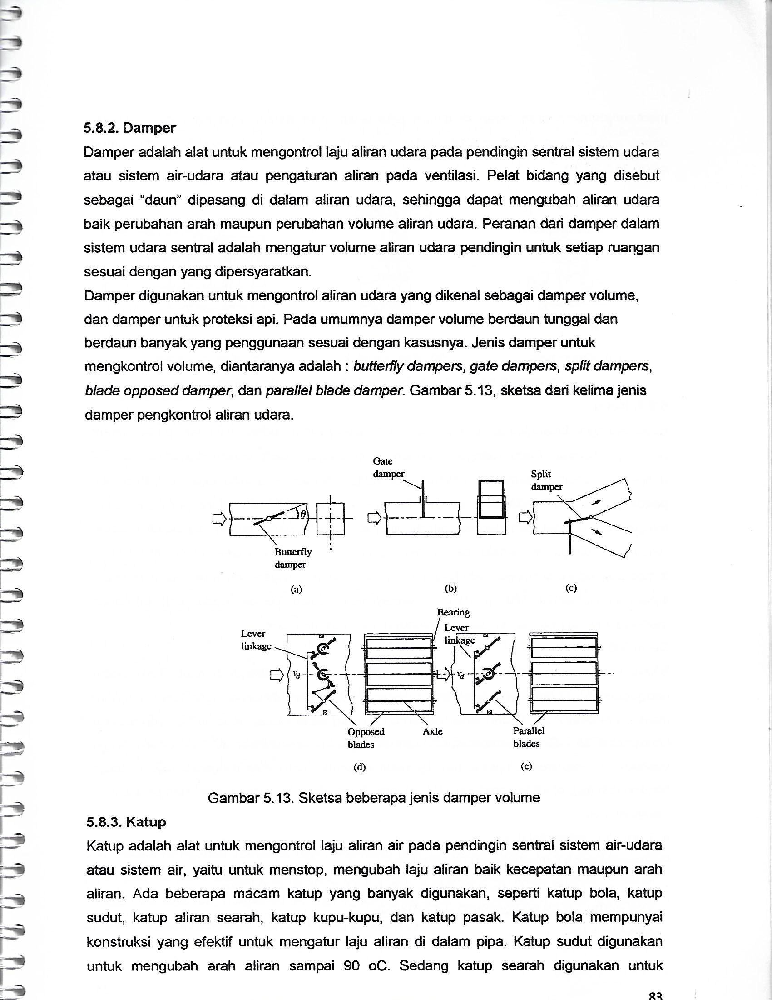 5.8.2. Damper
Damper adalah alat untuk mengontrol laju aliran udara pada pendingin sentral sistem udara
atau sistem air-udara atau pengaturan aliran pada ventilasi. Pelat bidang yang disebut
sebagai “daun” dipasang di dalam aliran udara, sehingga dapat mengubah aliran udara
baik perubahan arah maupun perubahan volume aliran udara. Peranan dari damper dalam
sistem udara sentral adalah mengatur volume aliran udara pendingin untuk setiap ruangan
sesuai dengan yang dipersyaratkan.
Damper digunakan untuk mengontrol aliran udara yang dikenal sebagai damper volume,
dan damper untuk proteksi api. Pada umumnya damper volume berdaun tunggal dan
berdaun banyak yang penggunaan sesuai dengan kasusnya. Jenis damper untuk
mengkontrol volume, diantaranya adalah : butterfly dampers, gate dampers, split dampers,
blade opposed damper, dan parallel blade damper. Gambar 5.13, sketsa dari kelima jenis
damper pengkontrol aliran udara.
Gate
damper
Split
damper
θ
Butterfly
damper
(a)
(b)
(c)
Bearing
Lever
linkage
Lever
linkage
vd
vd
Opposed
blades
Axle
Parallel
blades
(d)
(e)
Gambar 5.13. Sketsa beberapa jenis damper volume
5.8.3. Katup
Katup adalah alat untuk mengontrol laju aliran air pada pendingin sentral sistem air-udara
atau sistem air, yaitu untuk menstop, mengubah laju aliran baik kecepatan maupun arah
aliran. Ada beberapa macam katup yang banyak digunakan, seperti katup bola, katup
sudut, katup aliran searah, katup kupu-kupu, dan katup pasak. Katup bola mempunyai
konstruksi yang efektif untuk mengatur laju aliran di dalam pipa. Katup sudut digunakan
untuk mengubah arah aliran sampai 90 oC. Sedang katup searah digunakan untuk
83